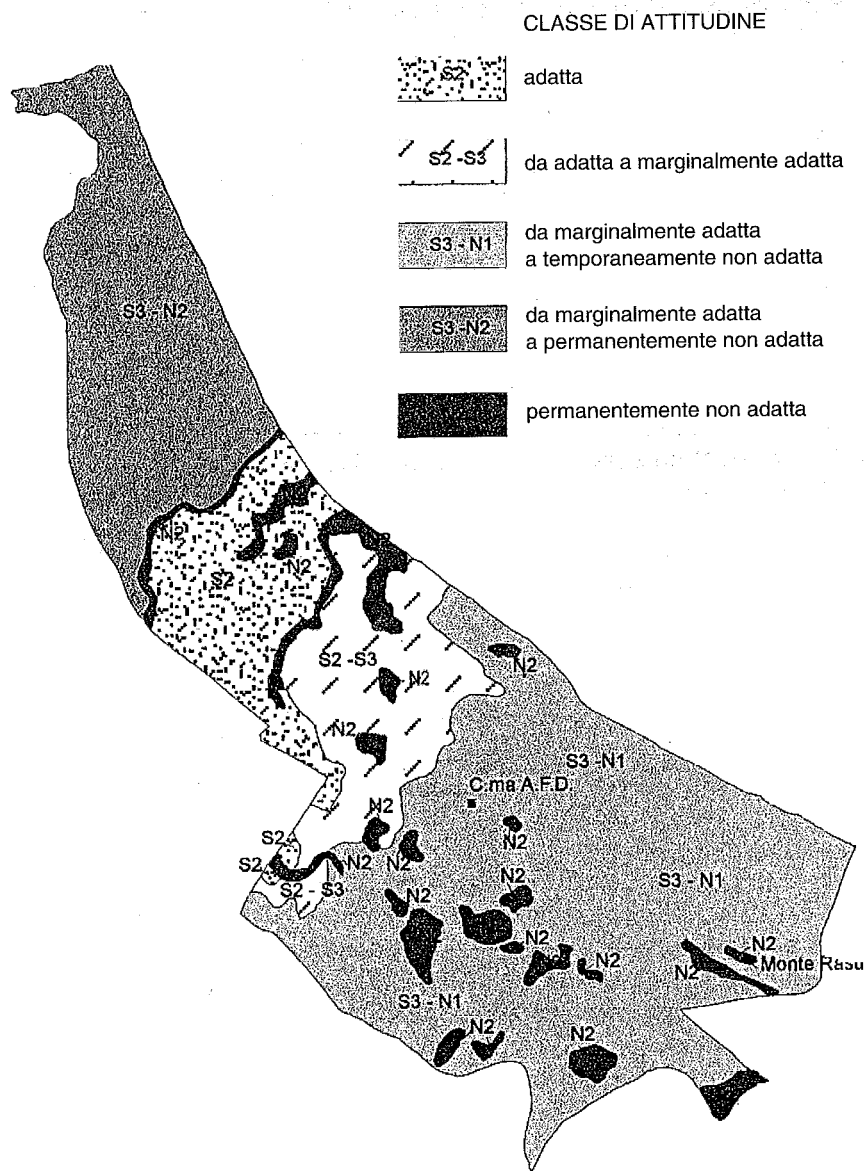 CLASSE DI ATTITUDINE
S2
adatta
S2 -S3
da adatta a marginalmente adatta
S3 - N1
da marginalmente adatta
a temporaneamente non adatta
S3 -N2
da marginalmente adatta
a permanentemente non adatta
permanentemente non adatta
S3 - N2
N2
N2
N2
N2
S2
S2 -S3
N2
N2
N2
S3 -N1
C.ma A.F.D.
N2
N2
S2
S2
N2
N2
S2 - S3
N2
N2
S3 - N1
N2
N2
N2
N2
Monte Rasu
S3 - N1
N2
N2